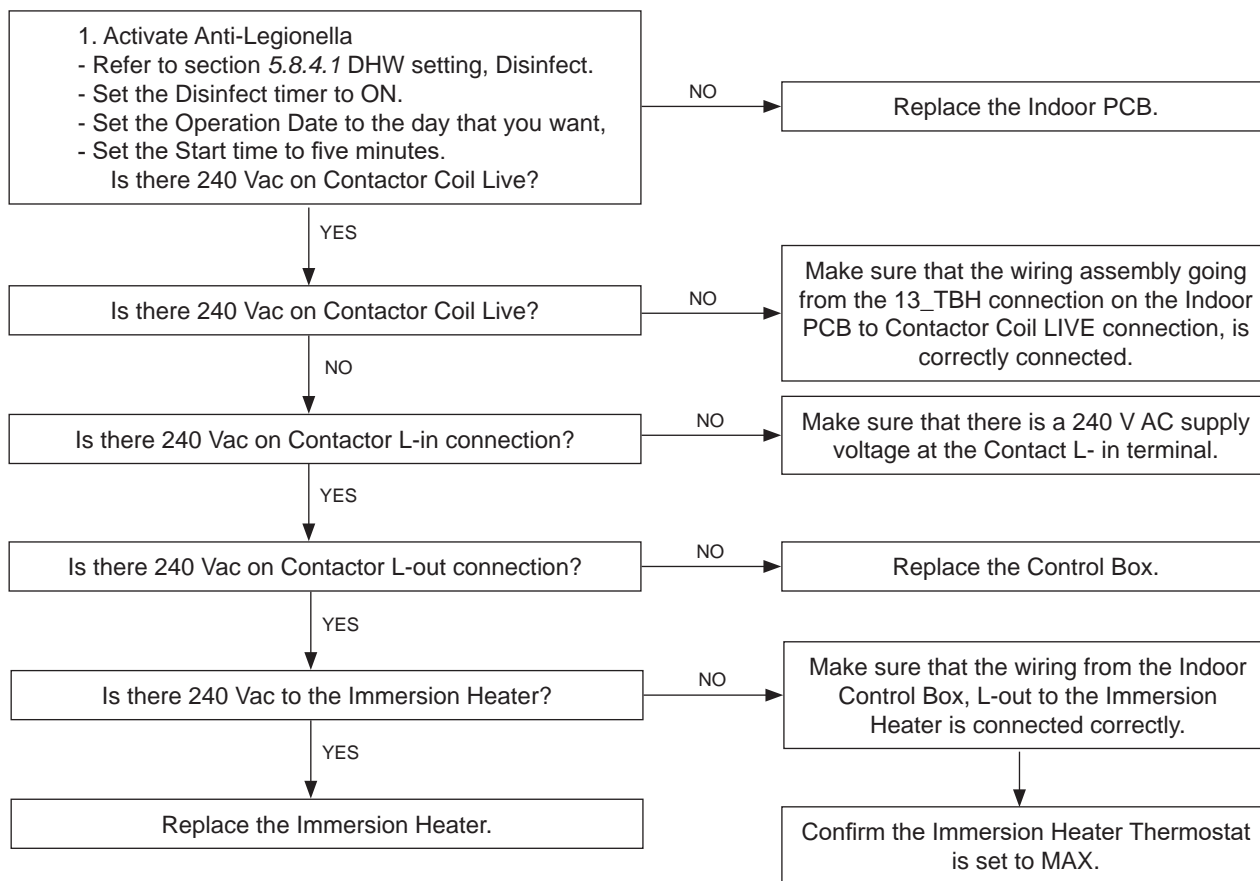 1. Activate Anti-Legionella
- Refer to section 5.8.4.1 DHW setting, Disinfect.
- Set the Disinfect timer to ON.
- Set the Operation Date to the day that you want,
- Set the Start time to five minutes.
Is there 240 Vac on Contactor Coil Live?
NO
Replace the Indoor PCB.
YES
Is there 240 Vac on Contactor Coil Live?
NO
Make sure that the wiring assembly going
from the 13_TBH connection on the Indoor
PCB to Contactor Coil LIVE connection, is
correctly connected.
NO
Is there 240 Vac on Contactor L-in connection?
NO
Make sure that there is a 240 V AC supply
voltage at the Contact L- in terminal.
YES
Is there 240 Vac on Contactor L-out connection?
NO
Replace the Control Box.
YES
Is there 240 Vac to the Immersion Heater?
NO
Make sure that the wiring from the Indoor
Control Box, L-out to the Immersion
Heater is connected correctly.
YES
Replace the Immersion Heater.
Confirm the Immersion Heater Thermostat
is set to MAX.